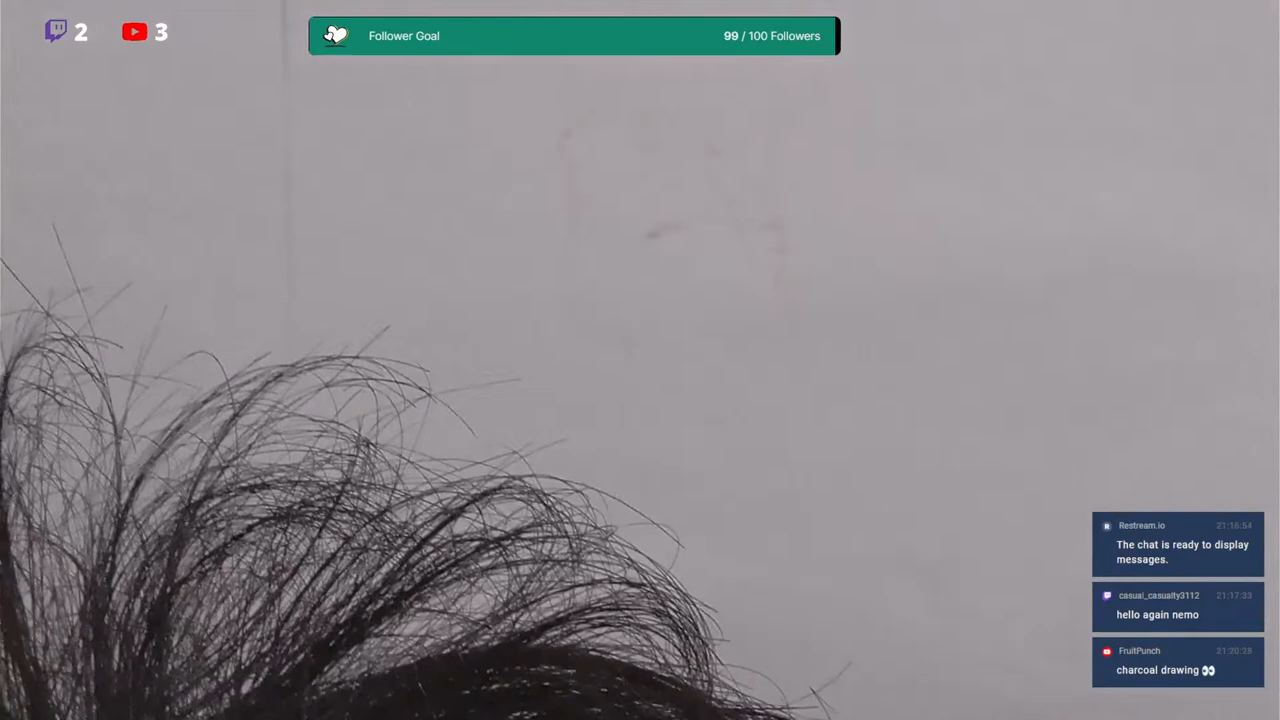 2
3
Follower Goal
99 / 100 Followers
Restream.io 21:16:54
The chat is ready to display
messages.
casual_casualty3112 21:17:33
hello again nemo
FruitPunch 21:20:28
charcoal drawing 👀